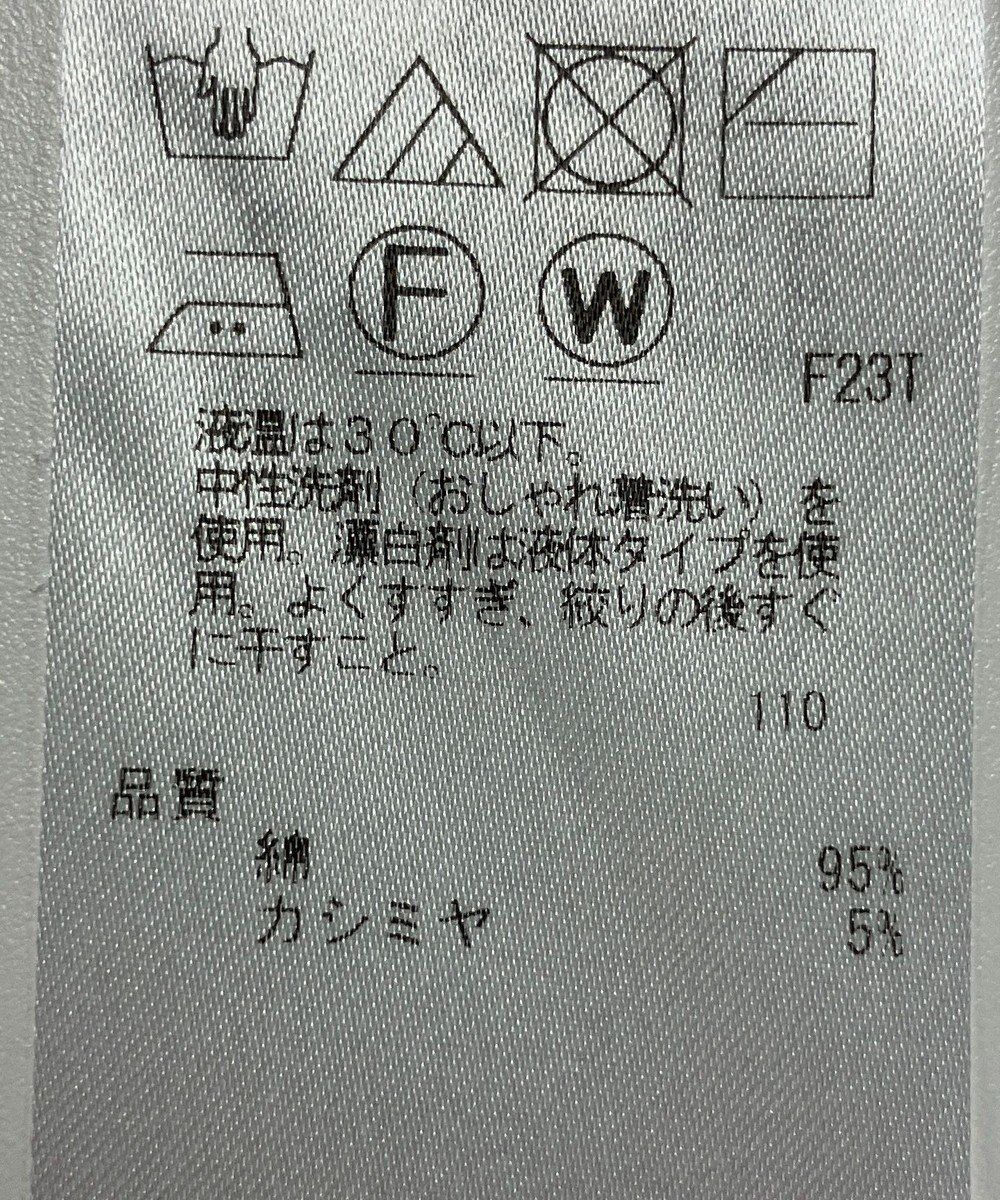 F
W
F23T
液温は30℃以下。
中性洗剤（おしゃれ着洗い）を
使用。漂白剤は液体タイプを使
用。よくすすぎ、絞りの後すぐ
に干すこと。
110
品質
綿 95%
カシミヤ 5%